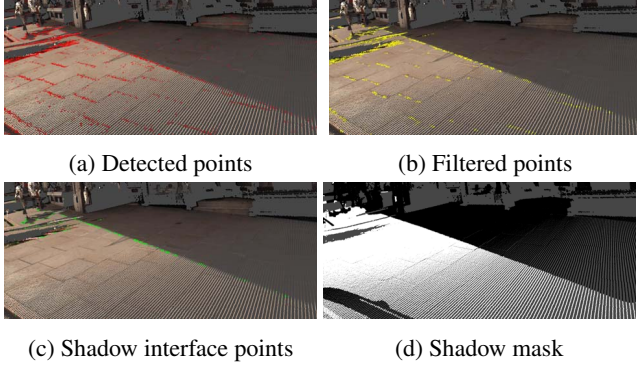 (a) Detected points
(b) Filtered points
(c) Shadow interface points
(d) Shadow mask